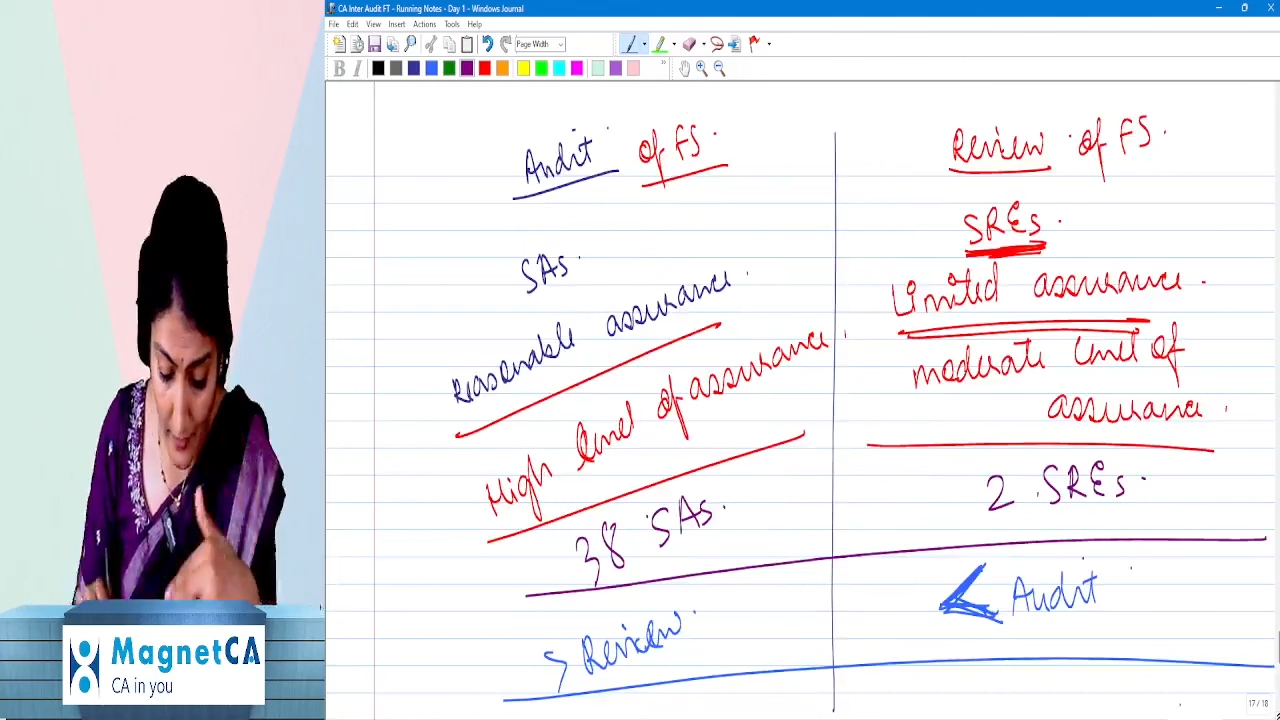 CA Inter Audit FT - Running Notes - Day 1 - Windows Journal
File Edit View Insert Actions Tools Help
Page Width
B I
Audit of FS.
SAs.
reasonable assurance.
High level of assurance.
38 SAs.
> Review
Review of FS.
SREs.
Limited assurance.
moderate level of
assurance.
2 SREs.
< Audit
MagnetCA
CA in you
17 / 18